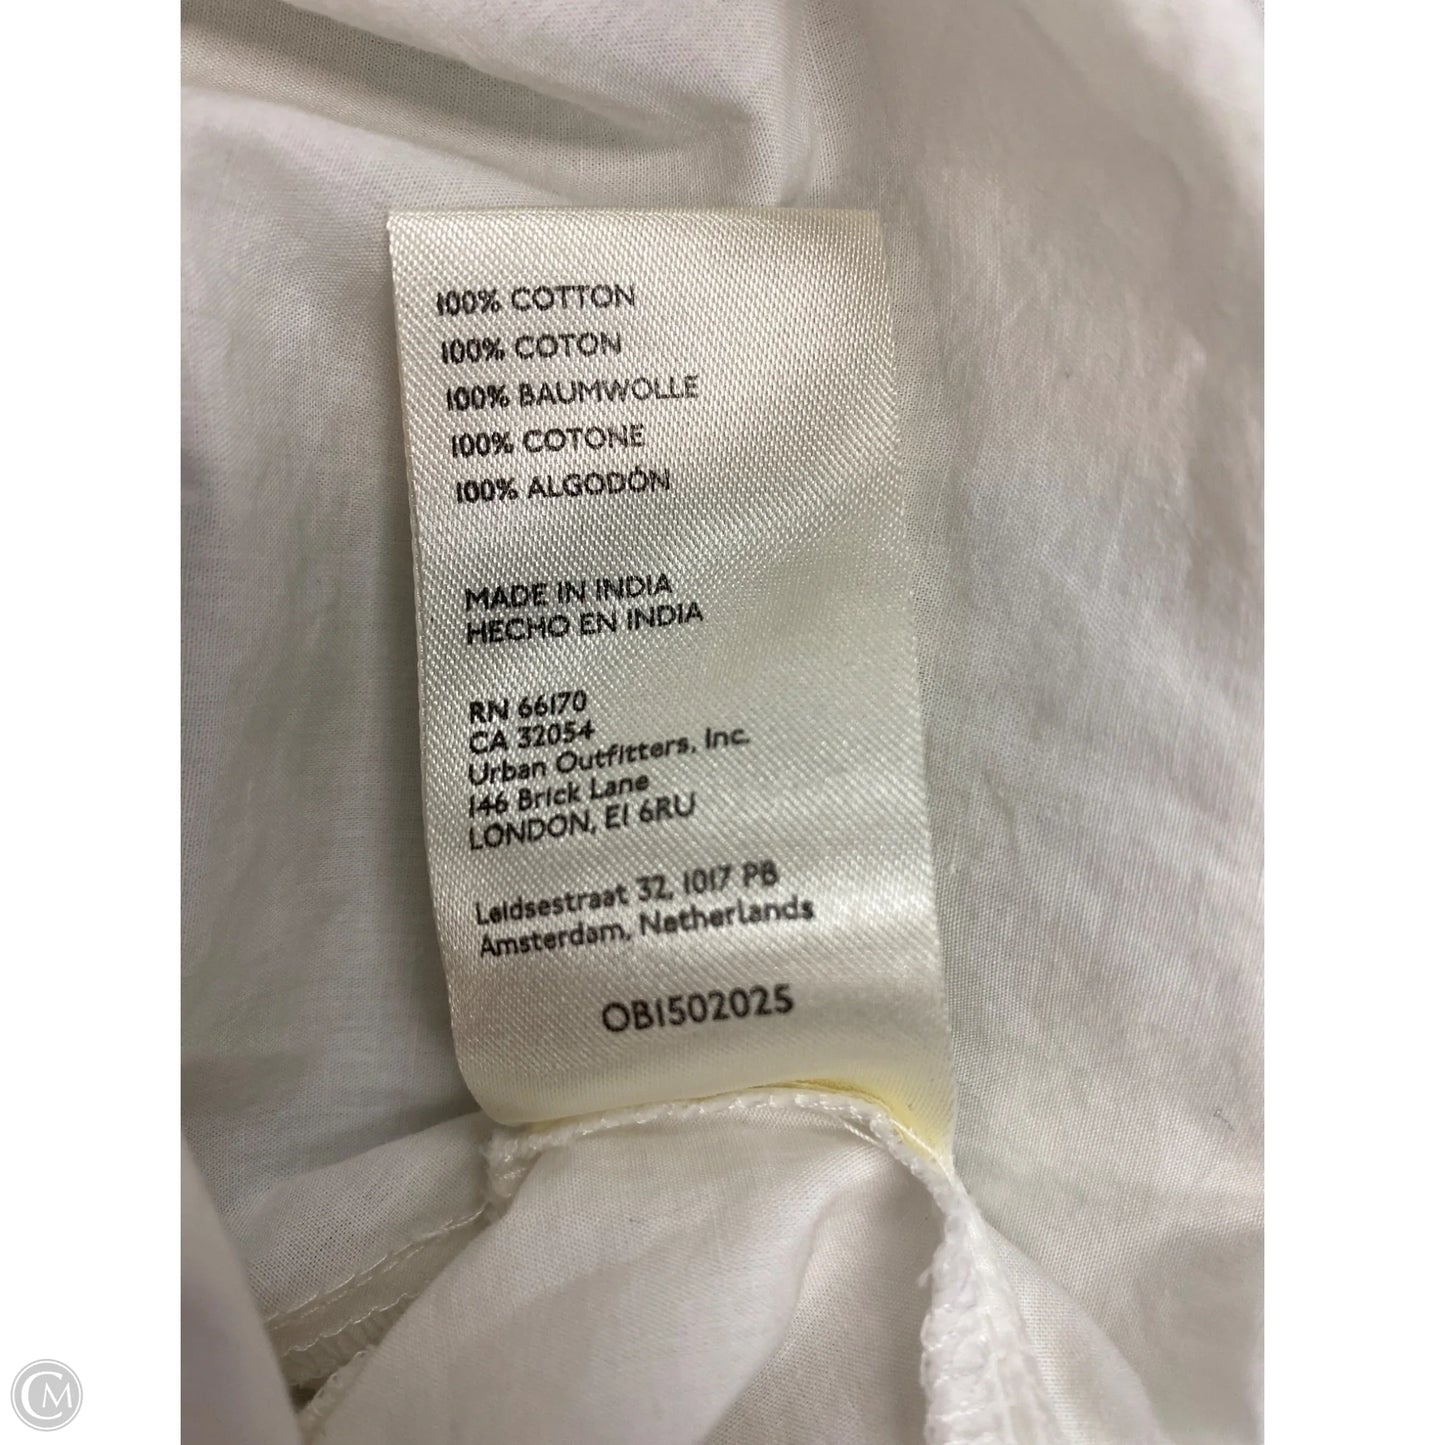 100% COTTON
100% COTON
100% BAUMWOLLE
100% COTONE
100% ALGODÓN
MADE IN INDIA
HECHO EN INDIA
RN 66170
CA 32054
Urban Outfitters, Inc.
146 Brick Lane
LONDON, E1 6RU
Leidsestraat 32, 1017 PB
Amsterdam, Netherlands
OB1502025
CM